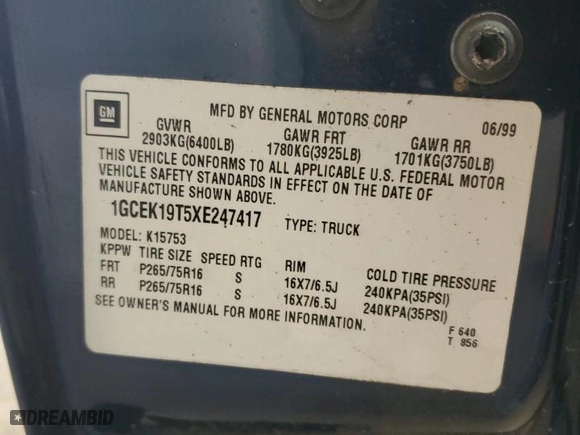 GM
MFD BY GENERAL MOTORS CORP 06/99
GVWR GAWR FRT GAWR RR
2903KG(6400LB) 1780KG(3925LB) 1701KG(3750LB)
THIS VEHICLE CONFORMS TO ALL APPLICABLE U.S. FEDERAL MOTOR
VEHICLE SAFETY STANDARDS IN EFFECT ON THE DATE OF
MANUFACTURE SHOWN ABOVE.
1GCEK19T5XE247417 TYPE: TRUCK
MODEL: K15753
KPPW TIRE SIZE SPEED RTG RIM COLD TIRE PRESSURE
FRT P265/75R16 S 16X7/6.5J 240KPA(35PSI)
RR P265/75R16 S 16X7/6.5J 240KPA(35PSI)
SEE OWNER'S MANUAL FOR MORE INFORMATION.
F 640
T 856
DREAMBID